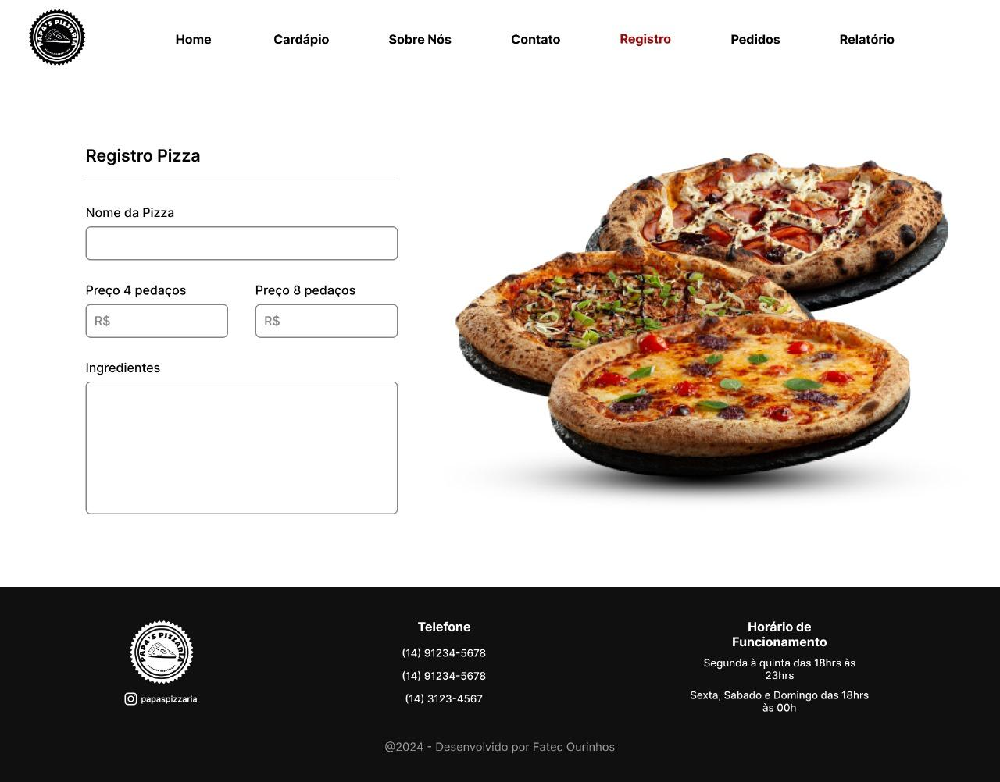 PAPA'S PIZZARIA
Home
Cardápio
Sobre Nós
Contato
Registro
Pedidos
Relatório
Registro Pizza
Nome da Pizza
Preço 4 pedaços
Preço 8 pedaços
R$
R$
Ingredientes
PAPA'S PIZZARIA
papaspizzaria
Telefone
(14) 91234-5678
(14) 91234-5678
(14) 3123-4567
Horário de
Funcionamento
Segunda à quinta das 18hrs às
23hrs
Sexta, Sábado e Domingo das 18hrs
às 00h
@2024 - Desenvolvido por Fatec Ourinhos